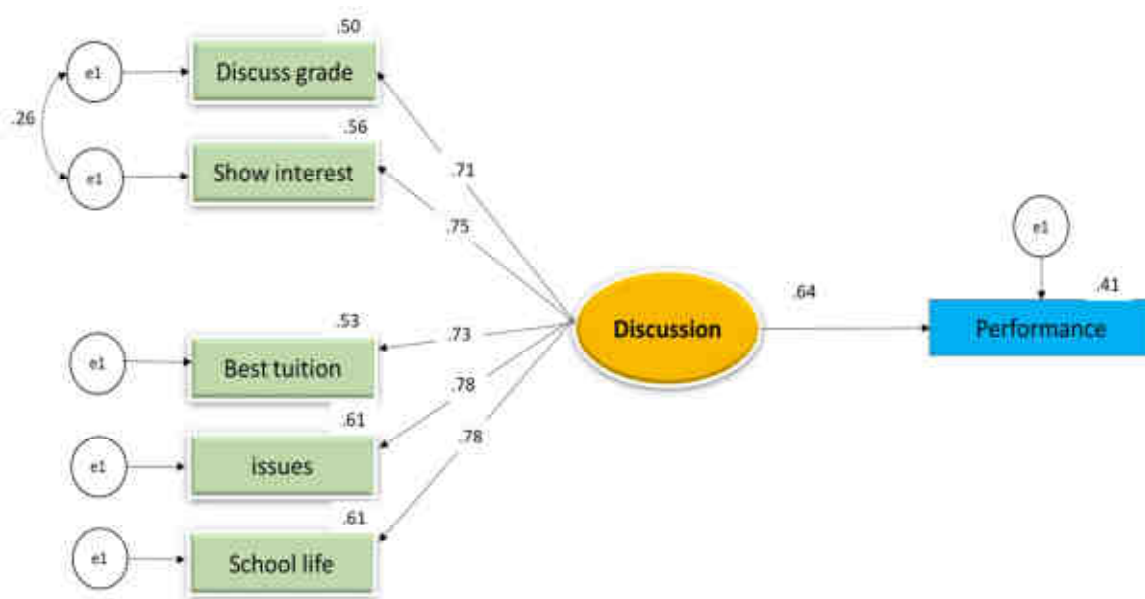 .50
e1
Discuss grade
.26
.56
e1
Show interest
.71
.75
e1
.64
.41
Discussion
Performance
.53
.73
e1
Best tuition
.78
.61
e1
issues
.78
.61
e1
School life